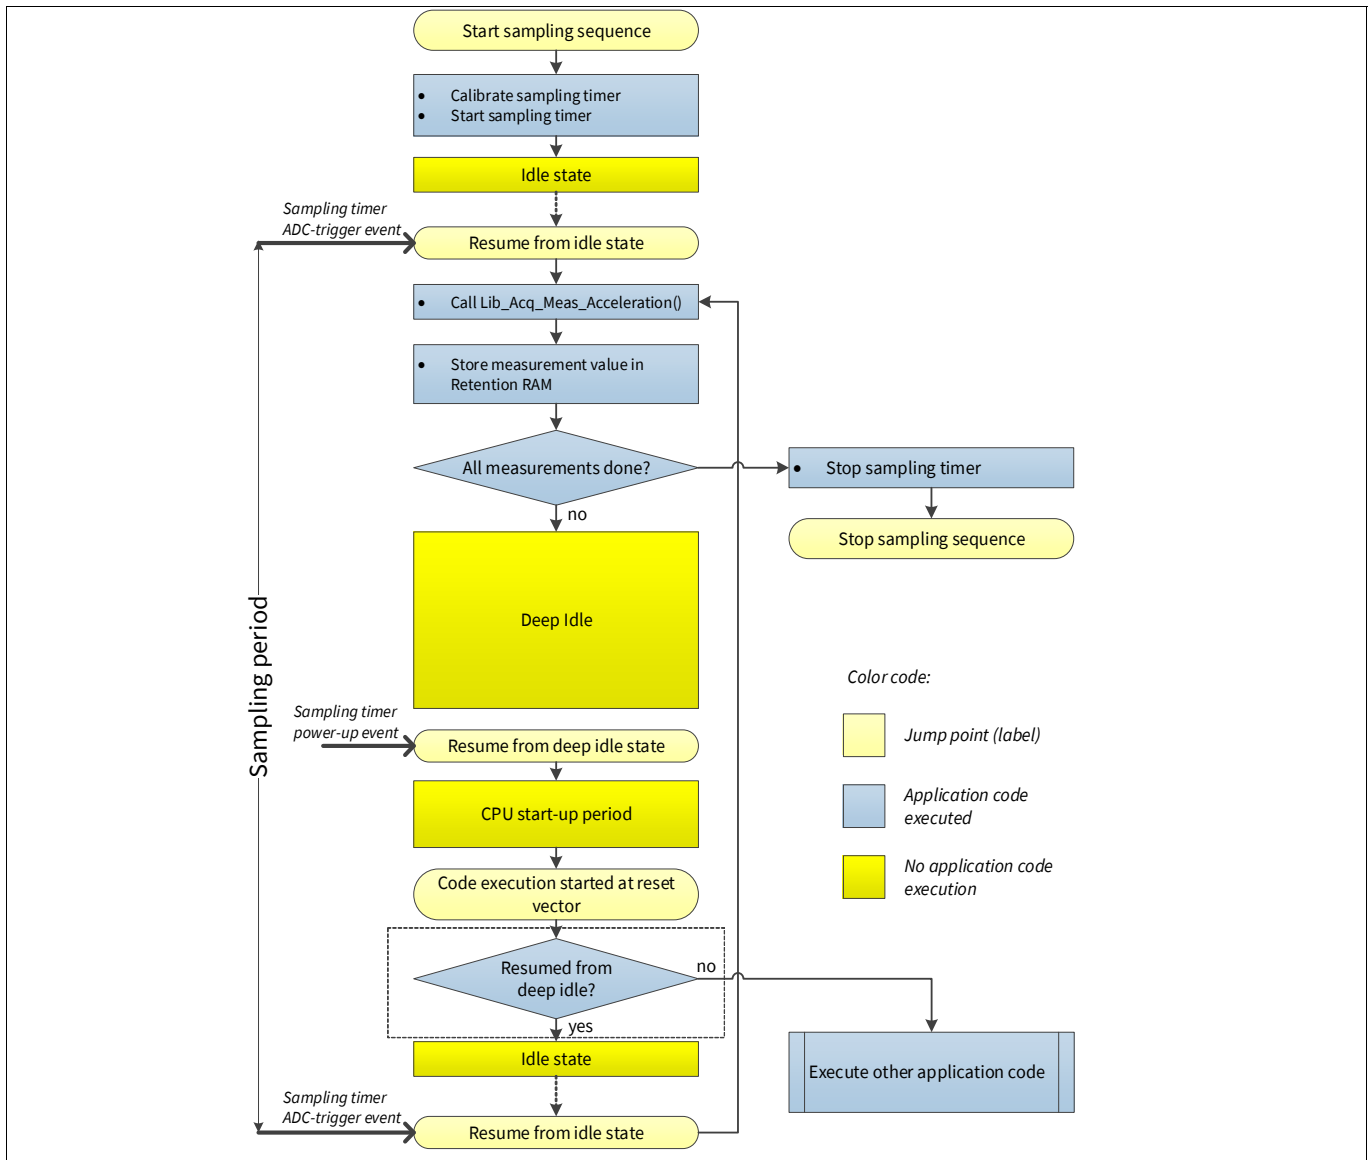 Start sampling sequence
• Calibrate sampling timer
• Start sampling timer
Idle state
Sampling timer
ADC-trigger event
Resume from idle state
• Call Lib_Acq_Meas_Acceleration()
• Store measurement value in
Retention RAM
All measurements done?
• Stop sampling timer
no
Stop sampling sequence
Deep Idle
Sampling period
Color code:
Sampling timer
power-up event
Resume from deep idle state
Jump point (label)
CPU start-up period
Application code
executed
No application code
execution
Code execution started at reset
vector
Resumed from
deep idle?
no
yes
Idle state
Execute other application code
Sampling timer
ADC-trigger event
Resume from idle state